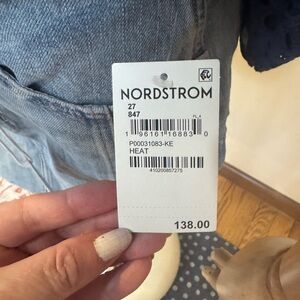 NORDSTROM
27
847
1 96161 16883 0
P00031083-KE
HEAT
410200857275
138.00